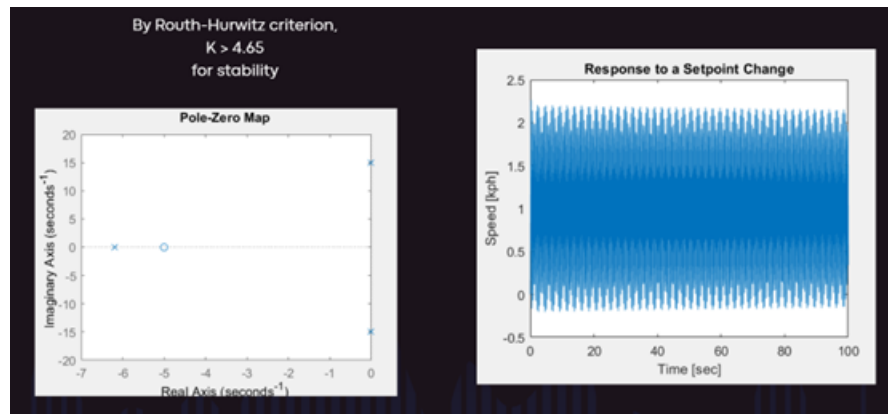 By Routh-Hurwitz criterion,
K > 4.65
for stability
Pole-Zero Map
Imaginary Axis (seconds⁻¹)
20
15
10
5
0
-5
-10
-15
-20
-7 -6 -5 -4 -3 -2 -1 0
Real Axis (seconds⁻¹)
Response to a Setpoint Change
Speed [kph]
2.5
2
1.5
1
0.5
0
-0.5
0 20 40 60 80 100
Time [sec]